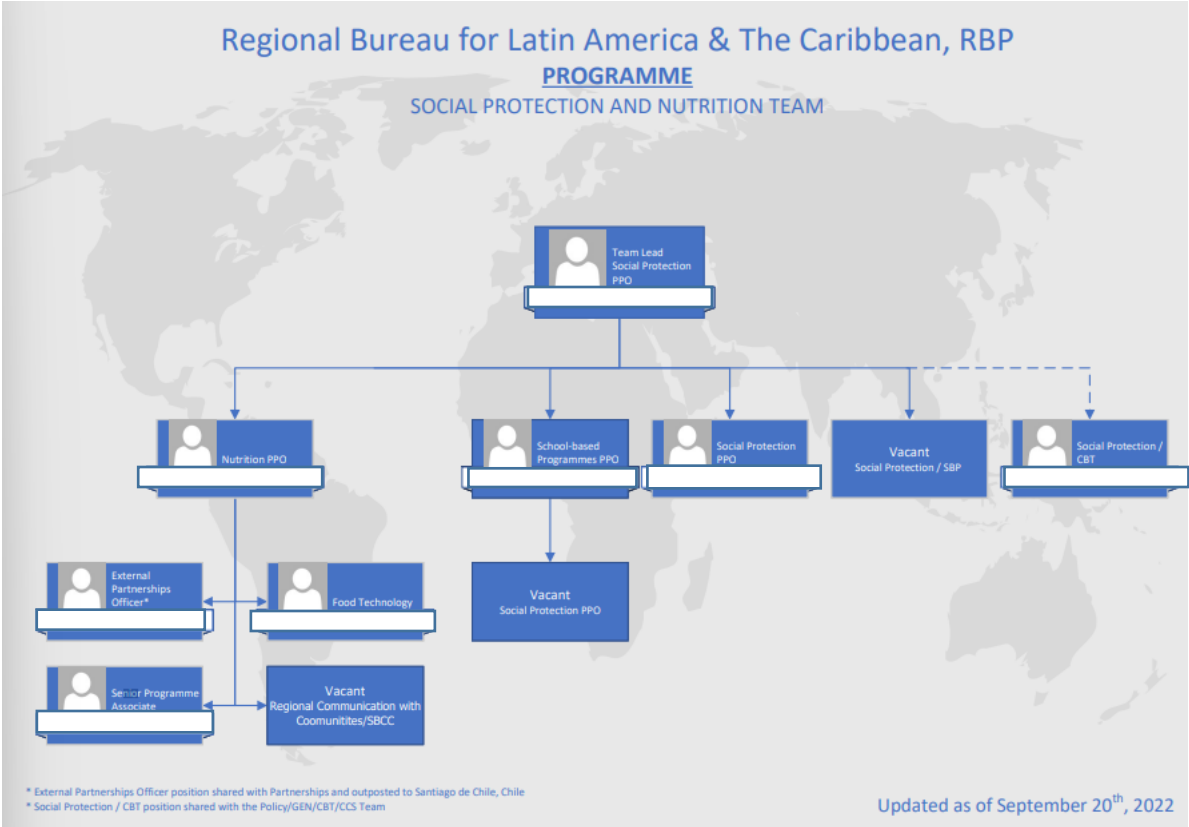 Regional Bureau for Latin America & The Caribbean, RBP
PROGRAMME
SOCIAL PROTECTION AND NUTRITION TEAM
Team Lead
Social Protection
PPO
Nutrition PPO
School-based
Programmes PPO
Social Protection
PPO
Vacant
Social Protection / SBP
Social Protection /
CBT
External
Partnerships
Officer*
Food Technology
Vacant
Social Protection PPO
Senior Programme
Associate
Vacant
Regional Communication with
Coomunitites/SBCC
* External Partnerships Officer position shared with Partnerships and outposted to Santiago de Chile, Chile
* Social Protection / CBT position shared with the Policy/GEN/CBT/CCS Team
Updated as of September 20th, 2022